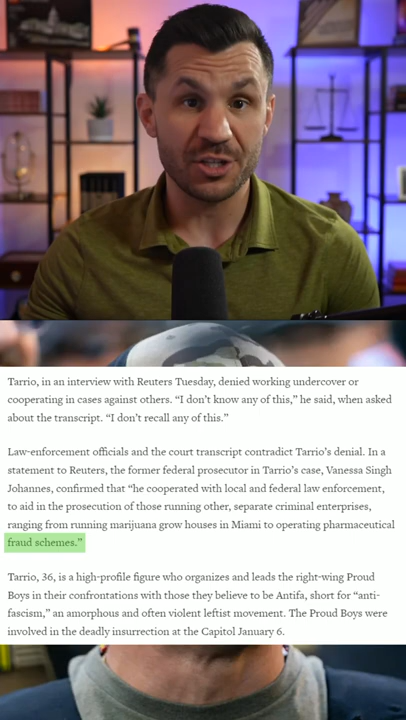 Tarrio, in an interview with Reuters Tuesday, denied working undercover or
cooperating in cases against others. “I don’t know any of this,” he said, when asked
about the transcript. “I don’t recall any of this.”
Law-enforcement officials and the court transcript contradict Tarrio’s denial. In a
statement to Reuters, the former federal prosecutor in Tarrio’s case, Vanessa Singh
Johannes, confirmed that “he cooperated with local and federal law enforcement,
to aid in the prosecution of those running other, separate criminal enterprises,
ranging from running marijuana grow houses in Miami to operating pharmaceutical
fraud schemes.”
Tarrio, 36, is a high-profile figure who organizes and leads the right-wing Proud
Boys in their confrontations with those they believe to be Antifa, short for “anti-
fascism,” an amorphous and often violent leftist movement. The Proud Boys were
involved in the deadly insurrection at the Capitol January 6.